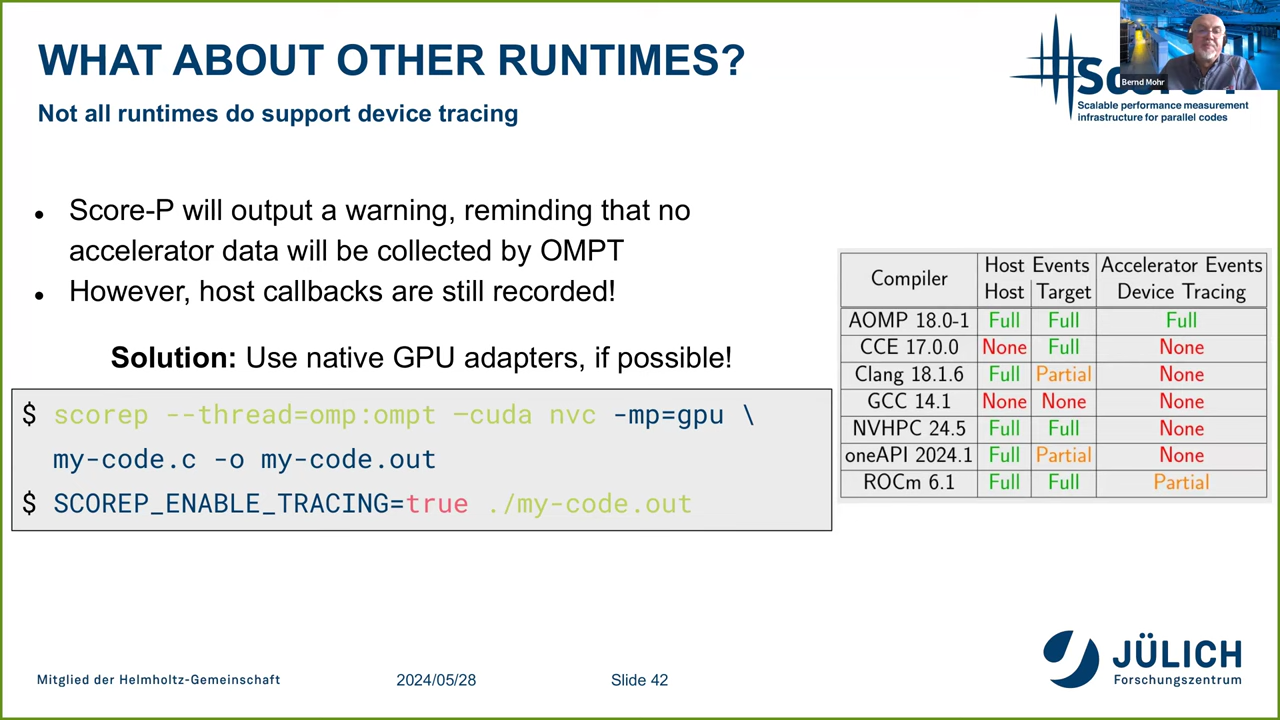 WHAT ABOUT OTHER RUNTIMES?
Not all runtimes do support device tracing
Bernd Mohr
Scalable performance measurement
infrastructure for parallel codes
● Score-P will output a warning, reminding that no
accelerator data will be collected by OMPT
● However, host callbacks are still recorded!
Solution: Use native GPU adapters, if possible!
$ scorep --thread=omp:ompt –cuda nvc -mp=gpu \
my-code.c -o my-code.out
$ SCOREP_ENABLE_TRACING=true ./my-code.out
Compiler Host Events Accelerator Events
Host Target Device Tracing
AOMP 18.0-1 Full Full Full
CCE 17.0.0 None Full None
Clang 18.1.6 Full Partial None
GCC 14.1 None None None
NVHPC 24.5 Full Full None
oneAPI 2024.1 Full Partial None
ROCm 6.1 Full Full Partial
JÜLICH
Forschungszentrum
Mitglied der Helmholtz-Gemeinschaft 2024/05/28 Slide 42